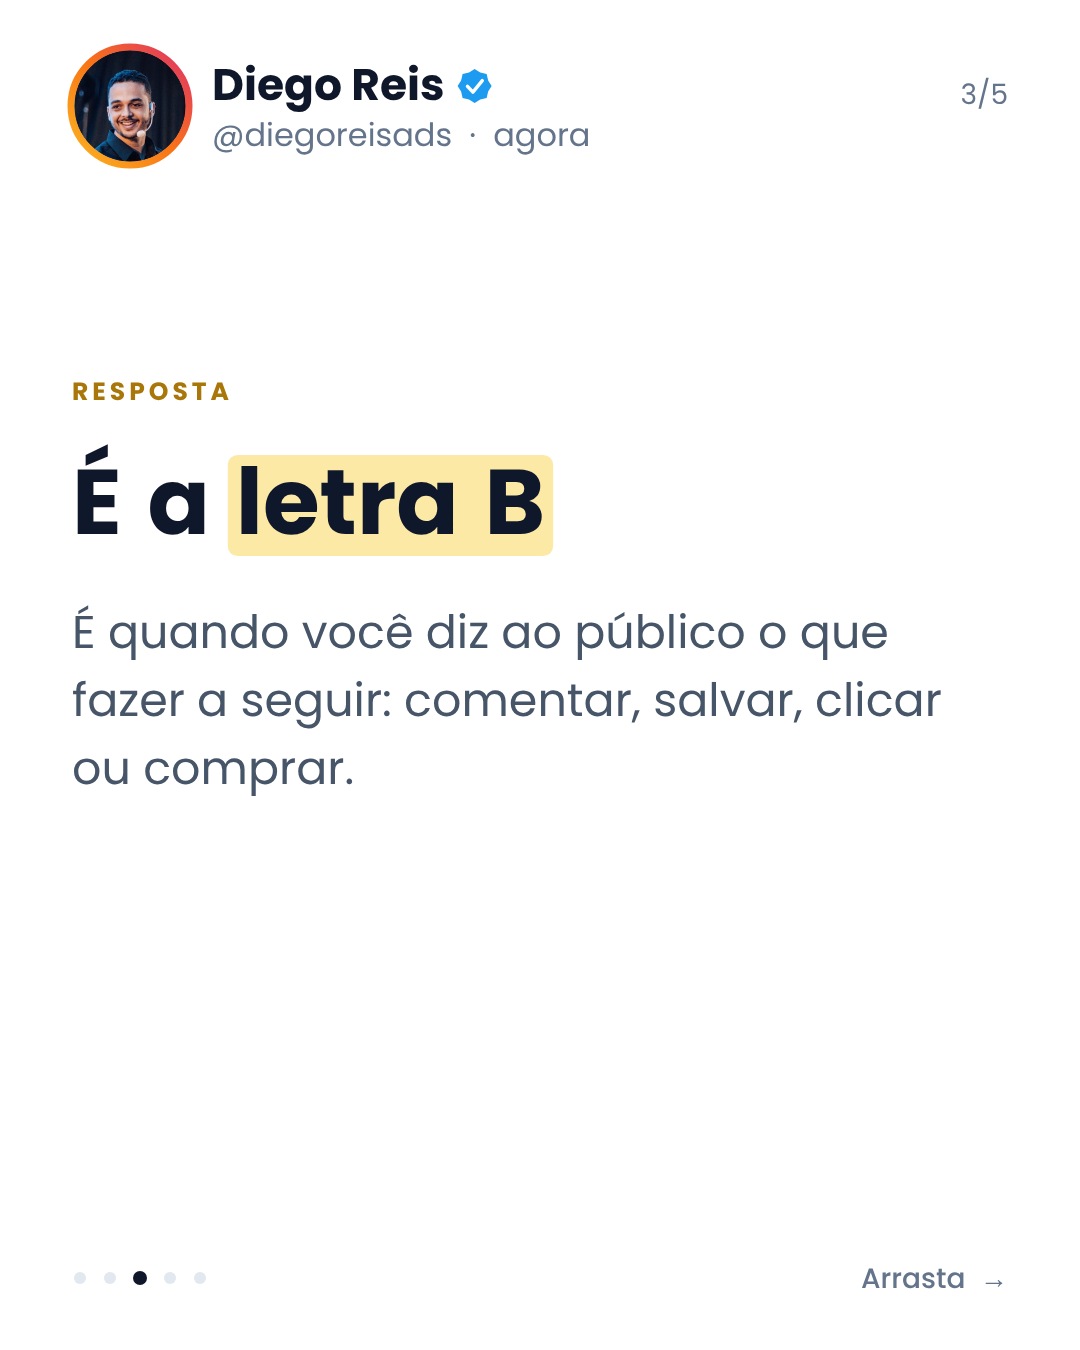 Diego Reis
@diegoreisads · agora
3/5
RESPOSTA
É a letra B
É quando você diz ao público o que
fazer a seguir: comentar, salvar, clicar
ou comprar.
Arrasta →